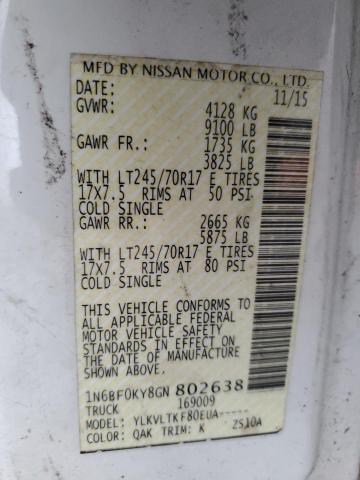 MFD BY NISSAN MOTOR CO., LTD.
DATE: 11/15
GVWR: 4128 KG
9100 LB
GAWR FR.: 1735 KG
3825 LB
WITH LT245/70R17 E TIRES
17X7.5 RIMS AT 50 PSI
COLD SINGLE
GAWR RR.: 2665 KG
5875 LB
WITH LT245/70R17 E TIRES
17X7.5 RIMS AT 80 PSI
COLD SINGLE
THIS VEHICLE CONFORMS TO
ALL APPLICABLE FEDERAL
MOTOR VEHICLE SAFETY
STANDARDS IN EFFECT ON
THE DATE OF MANUFACTURE
SHOWN ABOVE.
1N6BF0KY8GN 802638
TRUCK 169009
MODEL: YLKVLTKF80EUA-----
COLOR: QAK TRIM: K ZS10A